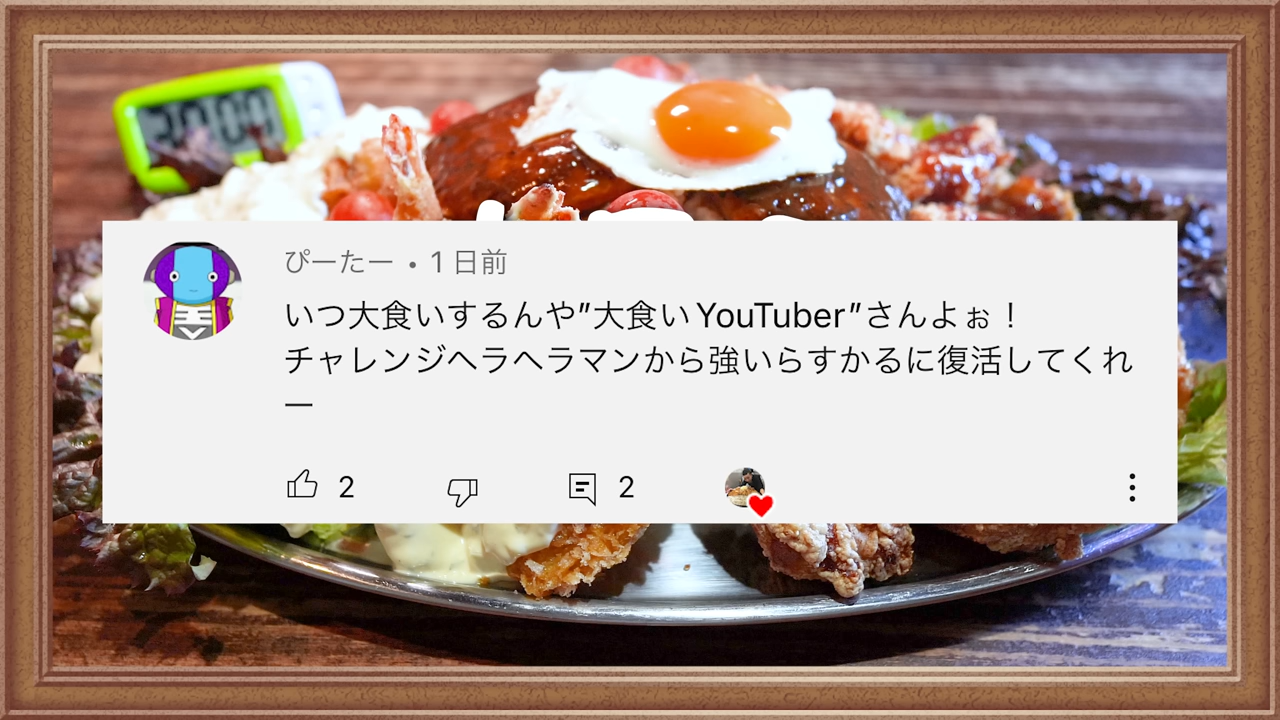 30:00
ぴーたー • 1 日前
いつ大食いするんや"大食いYouTuber"さんよぉ！
チャレンジヘラヘラマンから強いらすかるに復活してくれ
ー
2
2